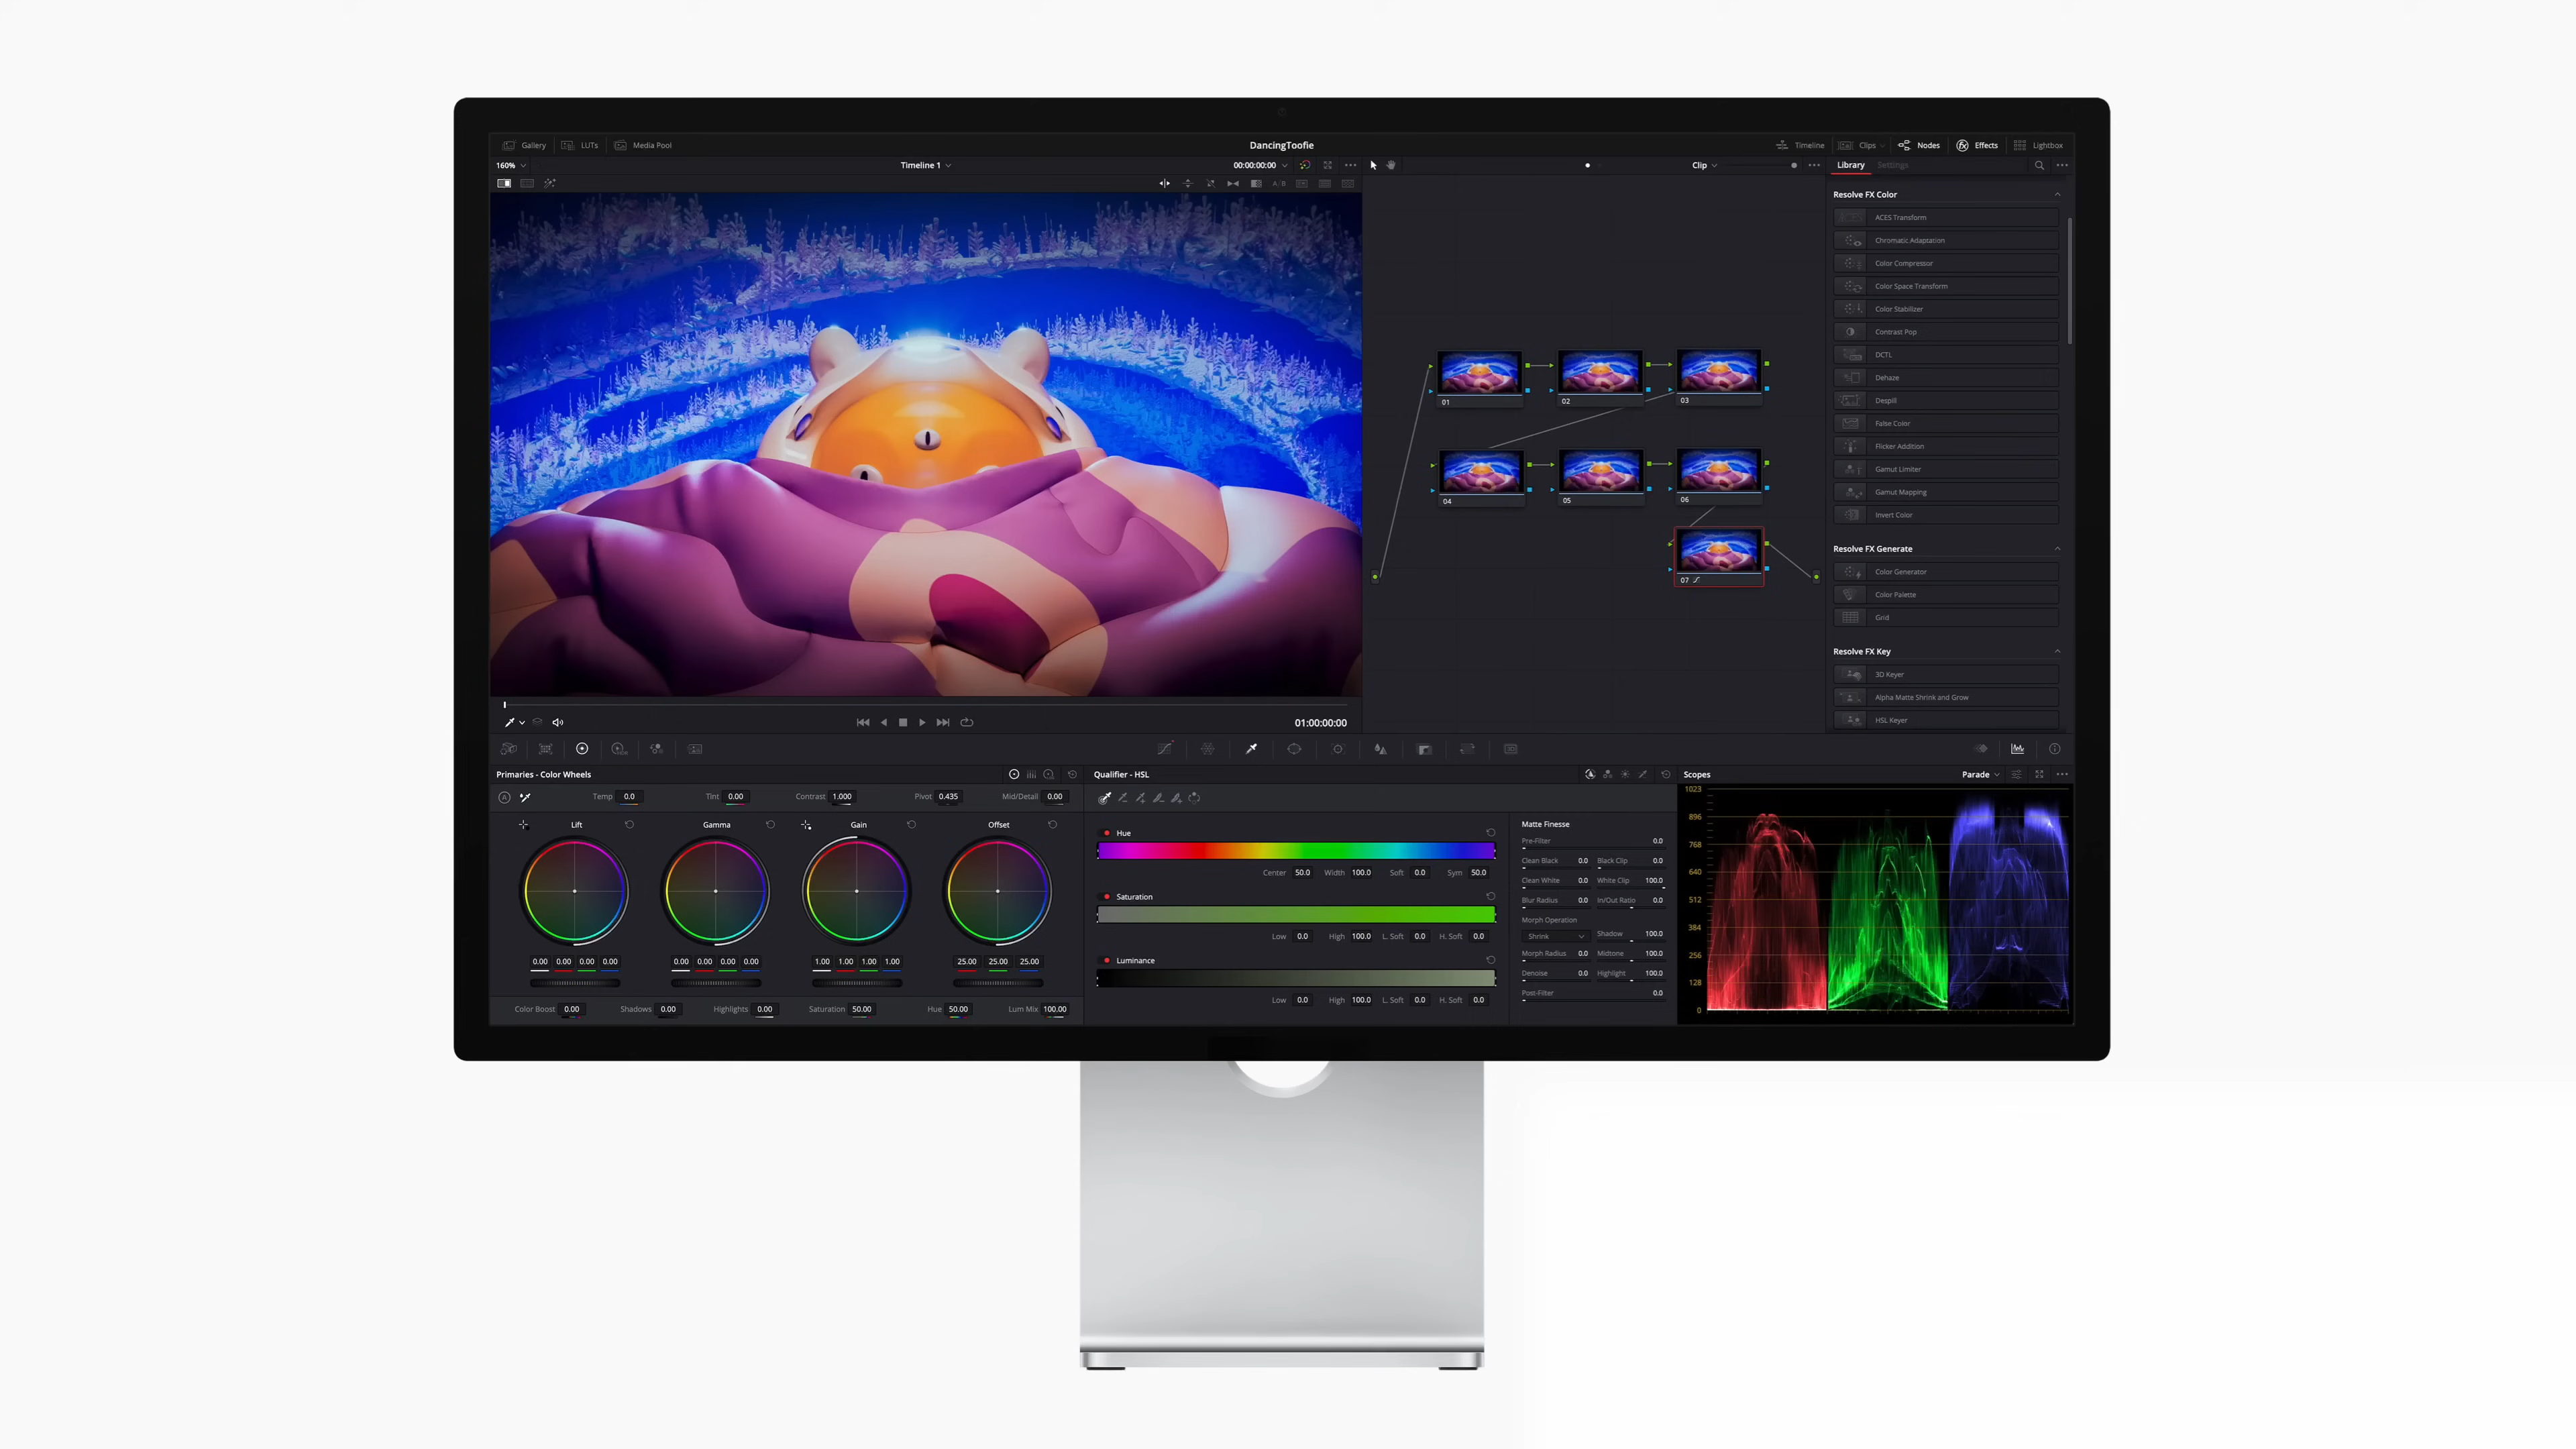 Gallery LUTs Media Pool DancingToofie Timeline Clips Nodes Effects Lightbox
160% Timeline 1 00:00:00:00 Clip Library Settings
A/B
Resolve FX Color
ACES Transform
Chromatic Adaptation
Color Compressor
Color Space Transform
Color Stabilizer
Contrast Pop
DCTL
Dehaze
Despill
False Color
Flicker Addition
Gamut Limiter
Gamut Mapping
Invert Color
Resolve FX Generate
Color Generator
Color Palette
Grid
Resolve FX Key
3D Keyer
Alpha Matte Shrink and Grow
HSL Keyer
01 02 03
04 05 06
07
01:00:00:00
Primaries - Color Wheels
Temp 0.0 Tint 0.00 Contrast 1.000 Pivot 0.435 Mid/Detail 0.00
Lift Gamma Gain Offset
0.00 0.00 0.00 0.00 0.00 0.00 0.00 0.00 1.00 1.00 1.00 1.00 25.00 25.00 25.00
Color Boost 0.00 Shadows 0.00 Highlights 0.00 Saturation 50.00 Hue 50.00 Lum Mix 100.00
Qualifier - HSL
Hue
Center 50.0 Width 100.0 Soft 0.0 Sym 50.0
Saturation
Low 0.0 High 100.0 L. Soft 0.0 H. Soft 0.0
Luminance
Low 0.0 High 100.0 L. Soft 0.0 H. Soft 0.0
Matte Finesse
Pre-Filter 0.0
Clean Black 0.0 Black Clip 0.0
Clean White 0.0 White Clip 100.0
Blur Radius 0.0 In/Out Ratio 0.0
Morph Operation
Shrink Shadow 100.0
Morph Radius 0.0 Midtone 100.0
Denoise 0.0 Highlight 100.0
Post-Filter 0.0
Scopes Parade
1023
896
768
640
512
384
256
128
0